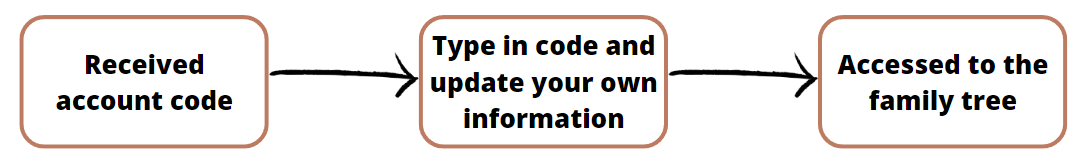 Received
account code
Type in code and
update your own
information
Accessed to the
family tree